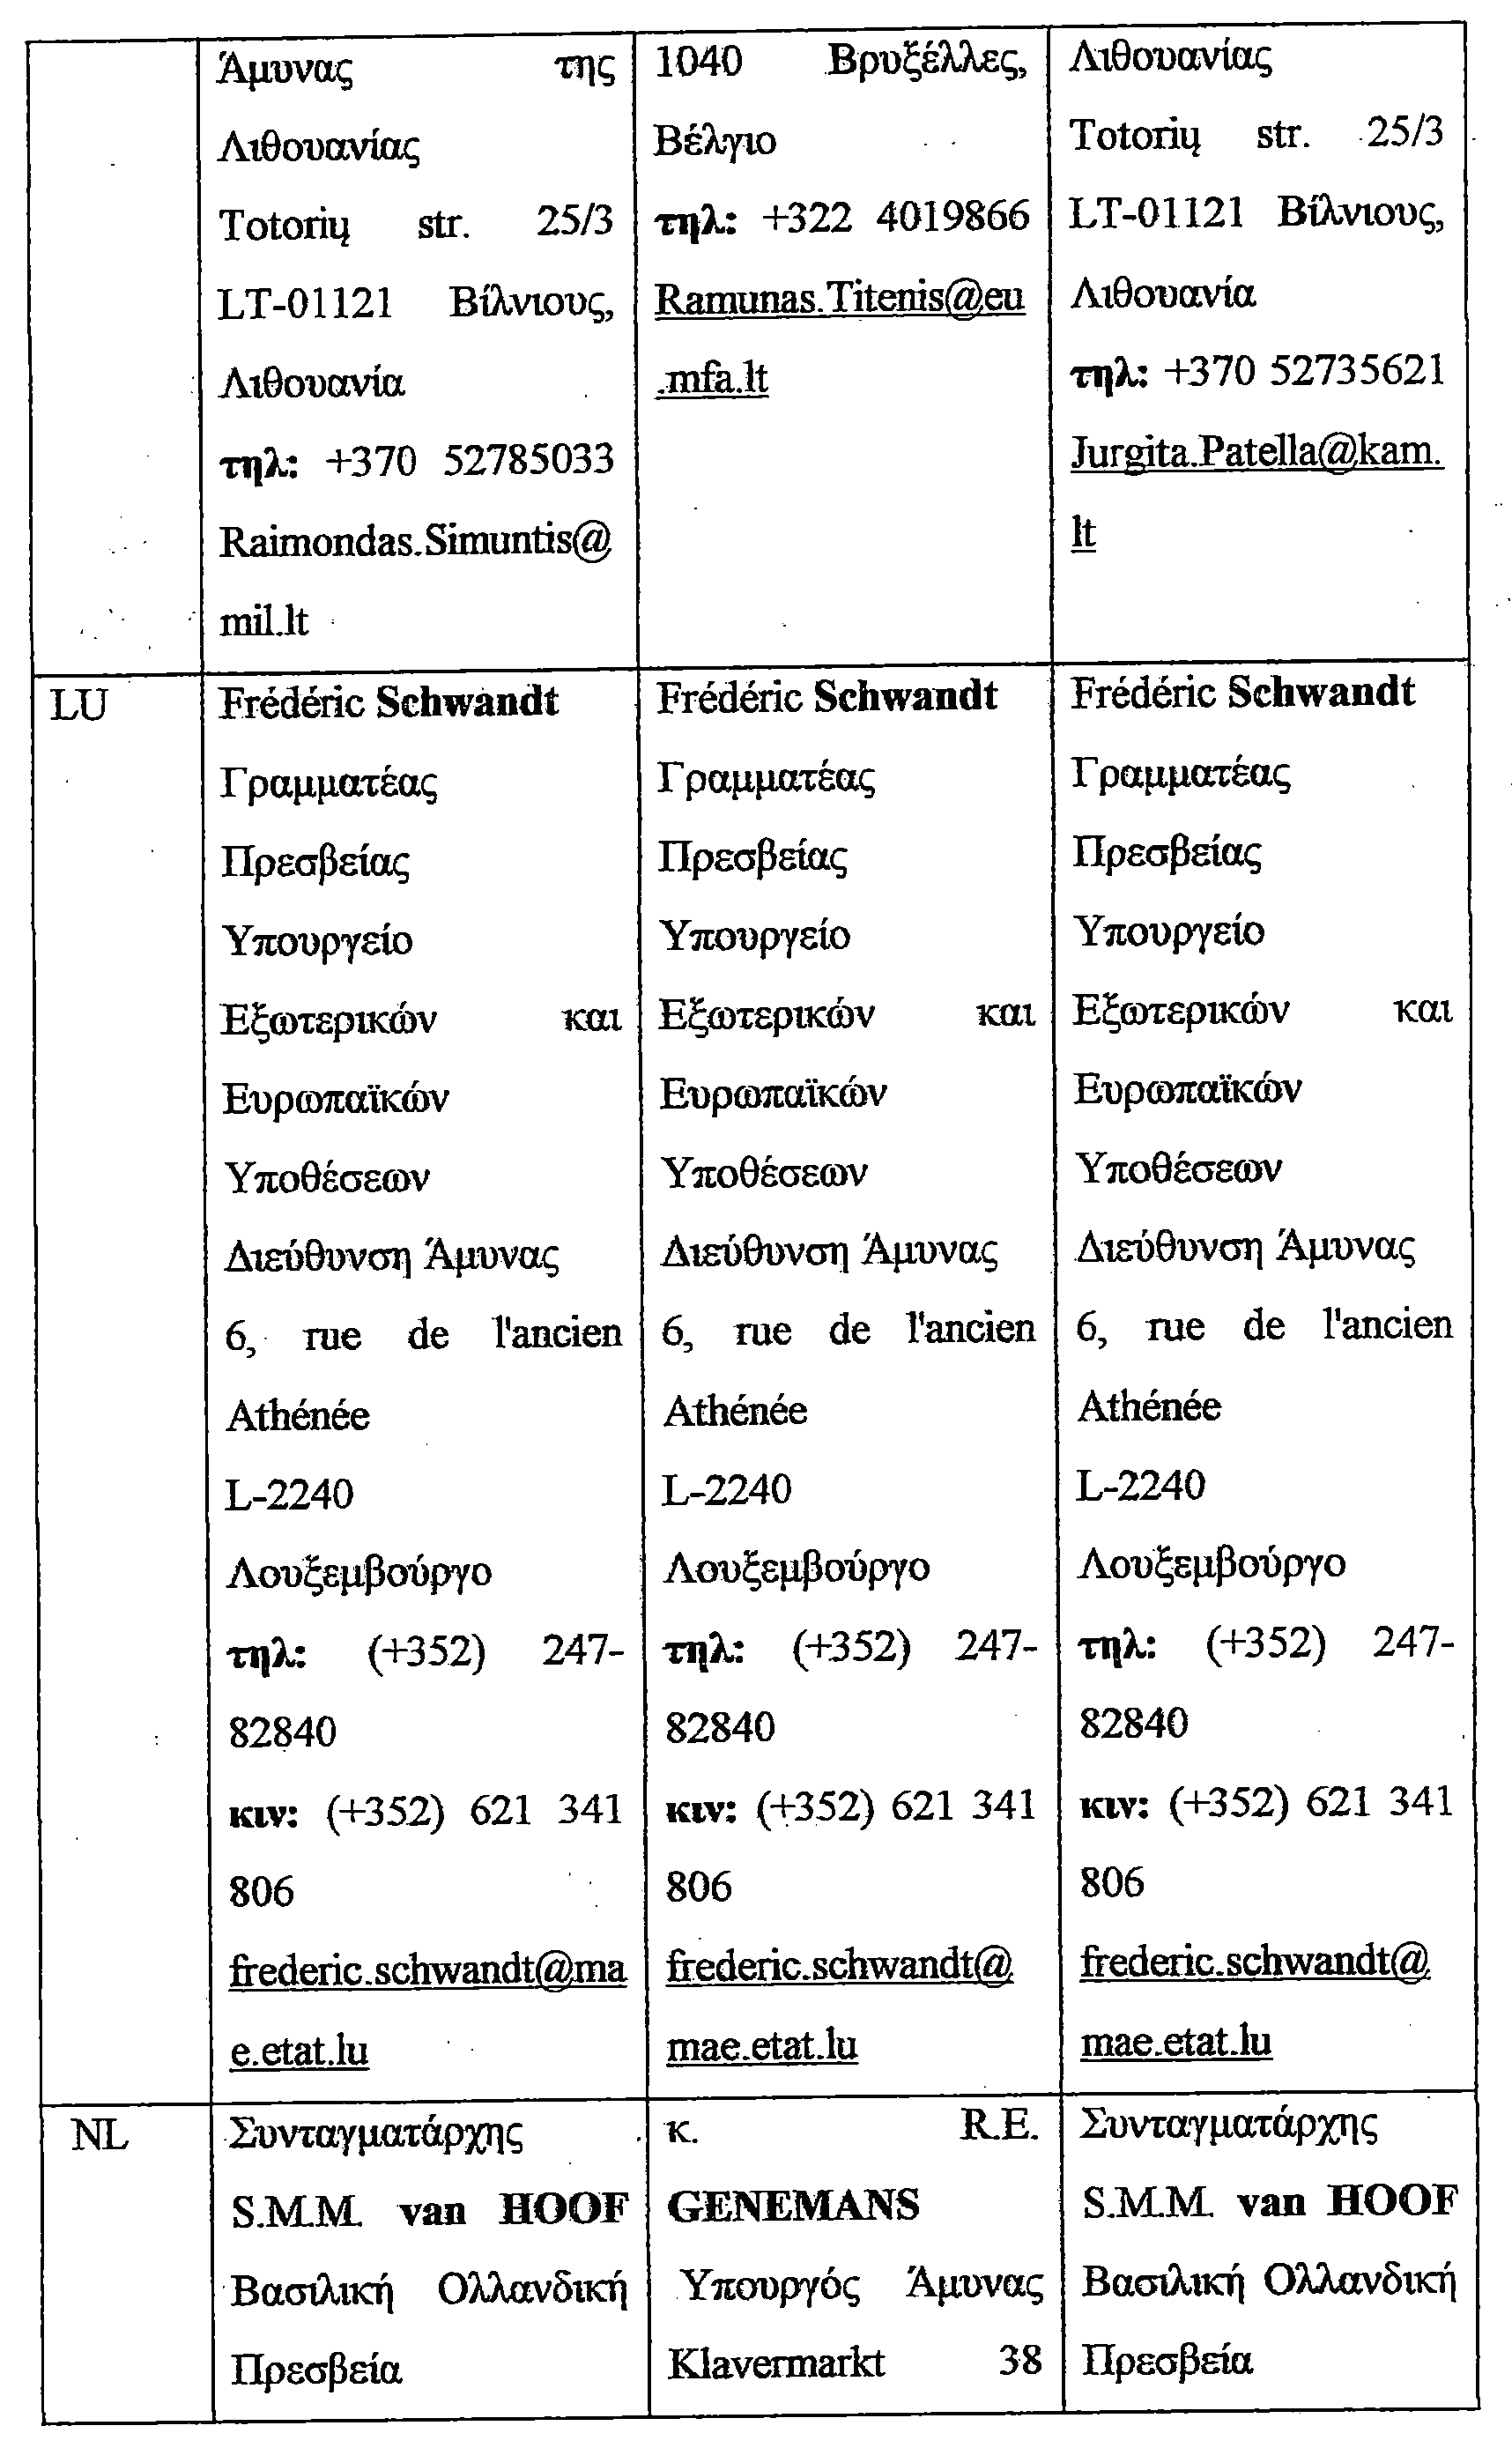 Άμυνας της
Λιθουανίας
Totorių str. 25/3
LT-01121 Βίλνιους,
Λιθουανία
τηλ: +370 52785033
Raimondas.Simuntis@
mil.lt
1040 Βρυξέλλες,
Βέλγιο
τηλ: +322 4019866
Ramunas.Titenis@eu
.mfa.lt
Λιθουανίας
Totorių str. 25/3
LT-01121 Βίλνιους,
Λιθουανία
τηλ: +370 52735621
Jurgita.Patella@kam.
lt
LU
Frédéric Schwandt
Γραμματέας
Πρεσβείας
Υπουργείο
Εξωτερικών και
Ευρωπαϊκών
Υποθέσεων
Διεύθυνση Άμυνας
6, rue de l'ancien
Athénée
L-2240
Λουξεμβούργο
τηλ: (+352) 247-
82840
κιν: (+352) 621 341
806
frederic.schwandt@ma
e.etat.lu
Frédéric Schwandt
Γραμματέας
Πρεσβείας
Υπουργείο
Εξωτερικών και
Ευρωπαϊκών
Υποθέσεων
Διεύθυνση Άμυνας
6, rue de l'ancien
Athénée
L-2240
Λουξεμβούργο
τηλ: (+352) 247-
82840
κιν: (+352) 621 341
806
frederic.schwandt@
mae.etat.lu
Frédéric Schwandt
Γραμματέας
Πρεσβείας
Υπουργείο
Εξωτερικών και
Ευρωπαϊκών
Υποθέσεων
Διεύθυνση Άμυνας
6, rue de l'ancien
Athénée
L-2240
Λουξεμβούργο
τηλ: (+352) 247-
82840
κιν: (+352) 621 341
806
frederic.schwandt@
mae.etat.lu
NL
Συνταγματάρχης
S.M.M. van HOOF
Βασιλική Ολλανδική
Πρεσβεία
κ. R.E.
GENEMANS
Υπουργός Άμυνας
Klavermarkt 38
Συνταγματάρχης
S.M.M. van HOOF
Βασιλική Ολλανδική
Πρεσβεία